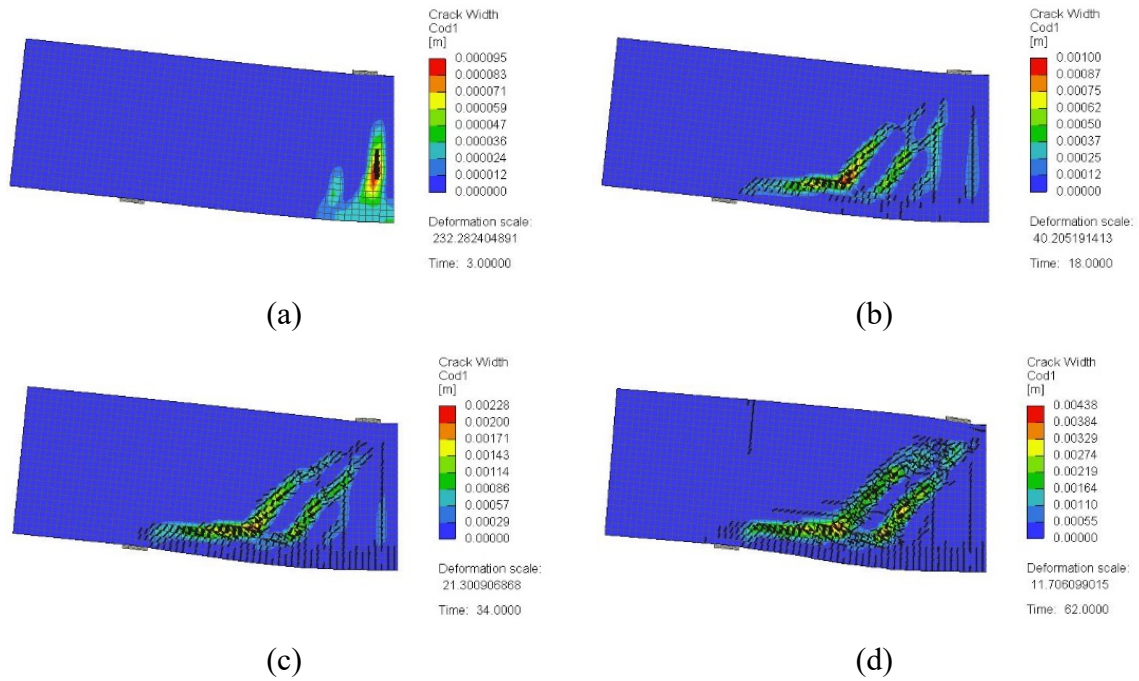 Crack Width
Cod1
[m]
0.000095
0.000083
0.000071
0.000059
0.000047
0.000036
0.000024
0.000012
0.000000
Deformation scale:
232.282404891
Time: 3.00000
(a)
Crack Width
Cod1
[m]
0.00100
0.00087
0.00075
0.00062
0.00050
0.00037
0.00025
0.00012
0.00000
Deformation scale:
40.205191413
Time: 18.0000
(b)
Crack Width
Cod1
[m]
0.00228
0.00200
0.00171
0.00143
0.00114
0.00086
0.00057
0.00029
0.00000
Deformation scale:
21.300906868
Time: 34.0000
(c)
Crack Width
Cod1
[m]
0.00438
0.00384
0.00329
0.00274
0.00219
0.00164
0.00110
0.00055
0.00000
Deformation scale:
11.706099015
Time: 62.0000
(d)